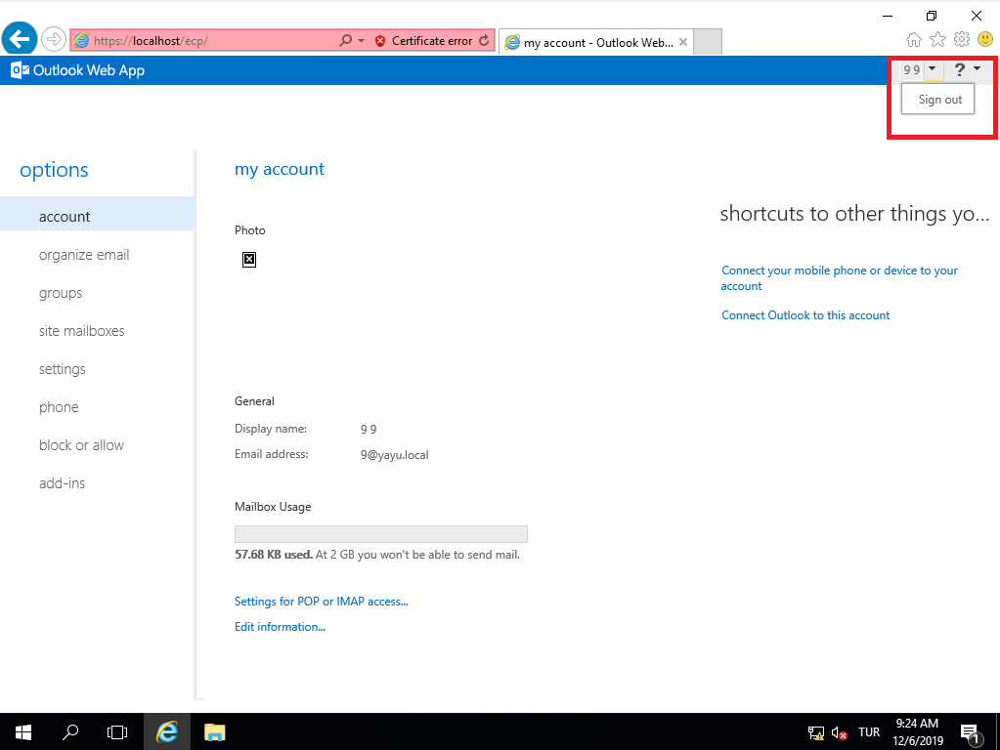 https://localhost/ecp/
Certificate error
my account - Outlook Web...
Outlook Web App
9 9
?
Sign out
options
account
organize email
groups
site mailboxes
settings
phone
block or allow
add-ins
my account
Photo
General
Display name: 9 9
Email address: 9@yayu.local
Mailbox Usage
57.68 KB used. At 2 GB you won't be able to send mail.
Settings for POP or IMAP access...
Edit information...
shortcuts to other things yo...
Connect your mobile phone or device to your
account
Connect Outlook to this account
TUR
9:24 AM
12/6/2019
1